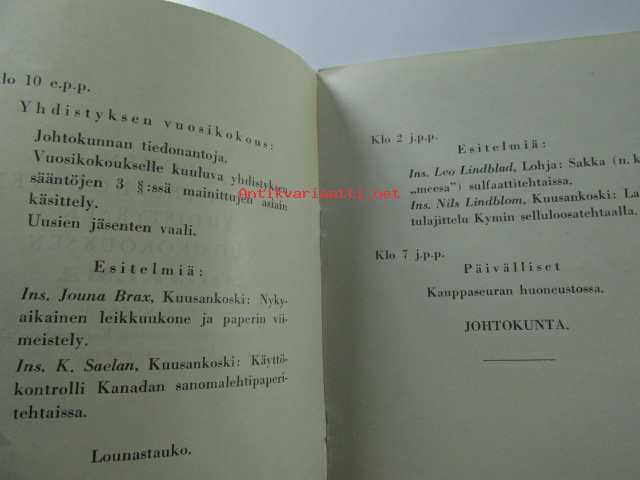 Klo 10 e.p.p.
Yhdistyksen vuosikokous:
Johtokunnan tiedonantoja.
Vuosikokoukselle kuuluva yhdistyksen
sääntöjen 3 §:ssä mainittujen asiain
käsittely.
Uusien jäsenten vaali.
Esitelmiä:
Ins. Jouna Brax, Kuusankoski: Nyky-
aikainen leikkuukone ja paperin vii-
meistely.
Ins. K. Saelan, Kuusankoski: Käyttö-
kontrolli Kanadan sanomalehtipaperi-
tehtaissa.
Lounastauko.
Klo 2 j.p.p.
Esitelmiä:
Ins. Leo Lindblad, Lohja: Sakka (n. k.
„meesa") sulfaattitehtaissa.
Ins. Nils Lindblom, Kuusankoski: La
tulajittelu Kymin selluloosatehtaalla.
Klo 7 j.p.p.
Päivälliset
Kauppaseuran huoneustossa.
JOHTOKUNTA.
Antikvariaatti.net